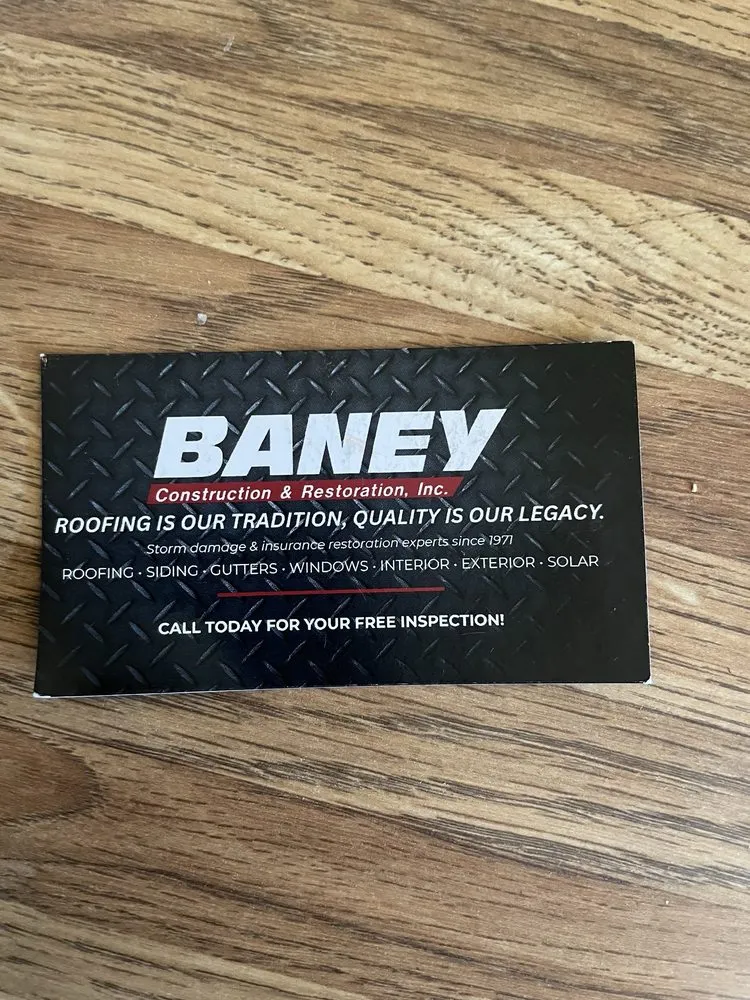 BANEY
Construction & Restoration, Inc.
ROOFING IS OUR TRADITION, QUALITY IS OUR LEGACY.
Storm damage & insurance restoration experts since 1971
ROOFING · SIDING · GUTTERS · WINDOWS · INTERIOR · EXTERIOR · SOLAR
CALL TODAY FOR YOUR FREE INSPECTION!